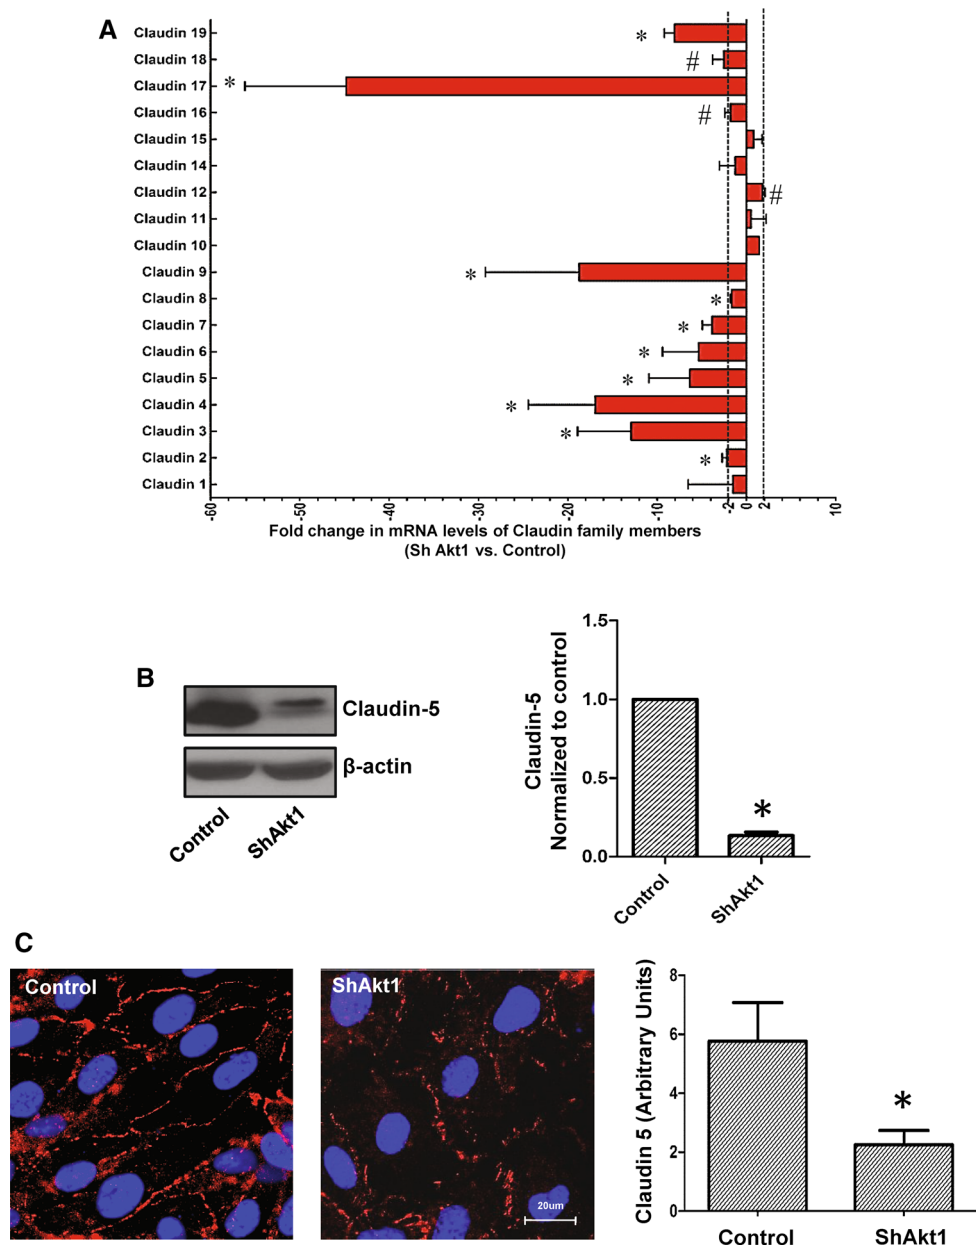 A
Claudin 19
*
Claudin 18
#
Claudin 17
*
Claudin 16
#
Claudin 15
Claudin 14
Claudin 12
#
Claudin 11
Claudin 10
Claudin 9
*
Claudin 8
*
Claudin 7
*
Claudin 6
*
Claudin 5
*
Claudin 4
*
Claudin 3
*
Claudin 2
*
Claudin 1
-60 -50 -40 -30 -20 -10 -2 0 2 10
Fold change in mRNA levels of Claudin family members
(Sh Akt1 vs. Control)
B
Claudin-5
β-actin
Control ShAkt1
Claudin-5
Normalized to control
1.5
1.0
0.5
0.0
*
Control ShAkt1
C
Control
ShAkt1
20um
Claudin 5 (Arbitrary Units)
8
6
4
2
0
*
Control ShAkt1